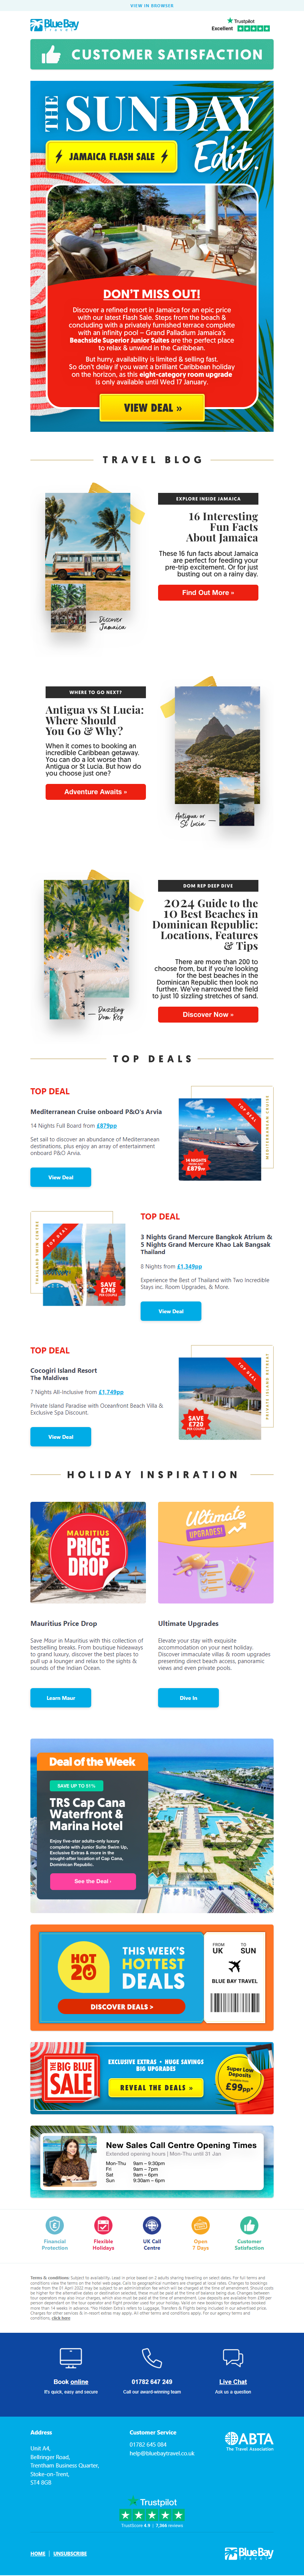 VIEW IN BROWSER
BlueBay
Travel
Trustpilot
Excellent
CUSTOMER SATISFACTION
THE SUNDAY
Edit.
JAMAICA FLASH SALE
DON'T MISS OUT!
Discover a refined resort in Jamaica for an epic price
with our latest Flash Sale. Steps from the beach &
concluding with a privately furnished terrace complete
with an infinity pool – Grand Palladium Jamaica's
Beachside Superior Junior Suites are the perfect place
to relax & unwind in the Caribbean.
But hurry, availability is limited & selling fast.
So don't delay if you want a brilliant Caribbean holiday
on the horizon, as this eight-category room upgrade
is only available until Wed 17 January.
VIEW DEAL »
TRAVEL BLOG
EXPLORE INSIDE JAMAICA
16 Interesting
Fun Facts
About Jamaica
These 16 fun facts about Jamaica
are perfect for feeding your
pre-trip excitement. Or for just
busting out on a rainy day.
Find Out More »
Discover
Jamaica
WHERE TO GO NEXT?
Antigua vs St Lucia:
Where Should
You Go & Why?
When it comes to booking an
incredible Caribbean getaway.
You can do a lot worse than
Antigua or St Lucia. But how do
you choose just one?
Adventure Awaits »
Antigua or
St Lucia
DOM REP DEEP DIVE
2024 Guide to the
10 Best Beaches in
Dominican Republic:
Locations, Features
& Tips
There are more than 200 to
choose from, but if you're looking
for the best beaches in the
Dominican Republic then look no
further. We've narrowed the field
to just 10 sizzling stretches of sand.
Discover Now »
Dazzling
Dom Rep
TOP DEALS
TOP DEAL
Mediterranean Cruise onboard P&O's Arvia
14 Nights Full Board from £879pp
Set sail to discover an abundance of Mediterranean
destinations, plus enjoy an array of entertainment
onboard P&O Arvia.
View Deal
TOP DEAL
MEDITERRANEAN CRUISE
14 NIGHTS
£879pp
THAILAND TWIN CENTRE
TOP DEAL
SAVE
£745
PER COUPLE
TOP DEAL
3 Nights Grand Mercure Bangkok Atrium &
5 Nights Grand Mercure Khao Lak Bangsak
Thailand
8 Nights from £1,349pp
Experience the Best of Thailand with Two Incredible
Stays inc. Room Upgrades, & More.
View Deal
TOP DEAL
Cocogiri Island Resort
The Maldives
7 Nights All-Inclusive from £1,749pp
Private Island Paradise with Oceanfront Beach Villa &
Exclusive Spa Discount.
View Deal
TOP DEAL
PRIVATE ISLAND RETREAT
SAVE
£720
PER COUPLE
HOLIDAY INSPIRATION
MAURITIUS
PRICE
DROP
Ultimate
UPGRADES!
Mauritius Price Drop
Save Maur in Mauritius with this collection of
bestselling breaks. From boutique hideaways
to grand luxury, discover the best places to
pull up a lounger and relax to the sights &
sounds of the Indian Ocean.
Learn Maur
Ultimate Upgrades
Elevate your stay with exquisite
accommodation on your next holiday.
Discover immaculate villas & room upgrades
presenting direct beach access, panoramic
views and even private pools.
Dive In
Deal of the Week
SAVE UP TO 51%
TRS Cap Cana
Waterfront &
Marina Hotel
Enjoy five-star adults-only luxury
complete with Junior Suite Swim Up,
Exclusive Extras & more in the
sought-after location of Cap Cana,
Dominican Republic.
See the Deal ›
HOT
20
THIS WEEK'S
HOTTEST
DEALS
DISCOVER DEALS >
FROM TO
UK SUN
BLUE BAY TRAVEL
THE BIG BLUE
SALE
EXCLUSIVE EXTRAS • HUGE SAVINGS
BIG UPGRADES
REVEAL THE DEALS »
Super Low
Deposits
£99pp*
New Sales Call Centre Opening Times
Extended opening hours | Mon-Thu until 31 Jan
Mon-Thu 9am – 9:30pm
Fri 9am – 7pm
Sat 9am – 6pm
Sun 9:30am – 6pm
Financial
Protection
Flexible
Holidays
UK Call
Centre
Open
7 Days
Customer
Satisfaction
Book online
It's quick, easy and secure
01782 647 249
Call our award-winning team
Live Chat
Ask us a question
Address
Unit A4,
Bellringer Road,
Trentham Business Quarter,
Stoke-on-Trent,
ST4 8GB
Customer Service
01782 645 084
help@bluebaytravel.co.uk
ABTA
The Travel Association
Trustpilot
TrustScore 4.9 | 7,366 reviews
HOME | UNSUBSCRIBE
BlueBay
Travel